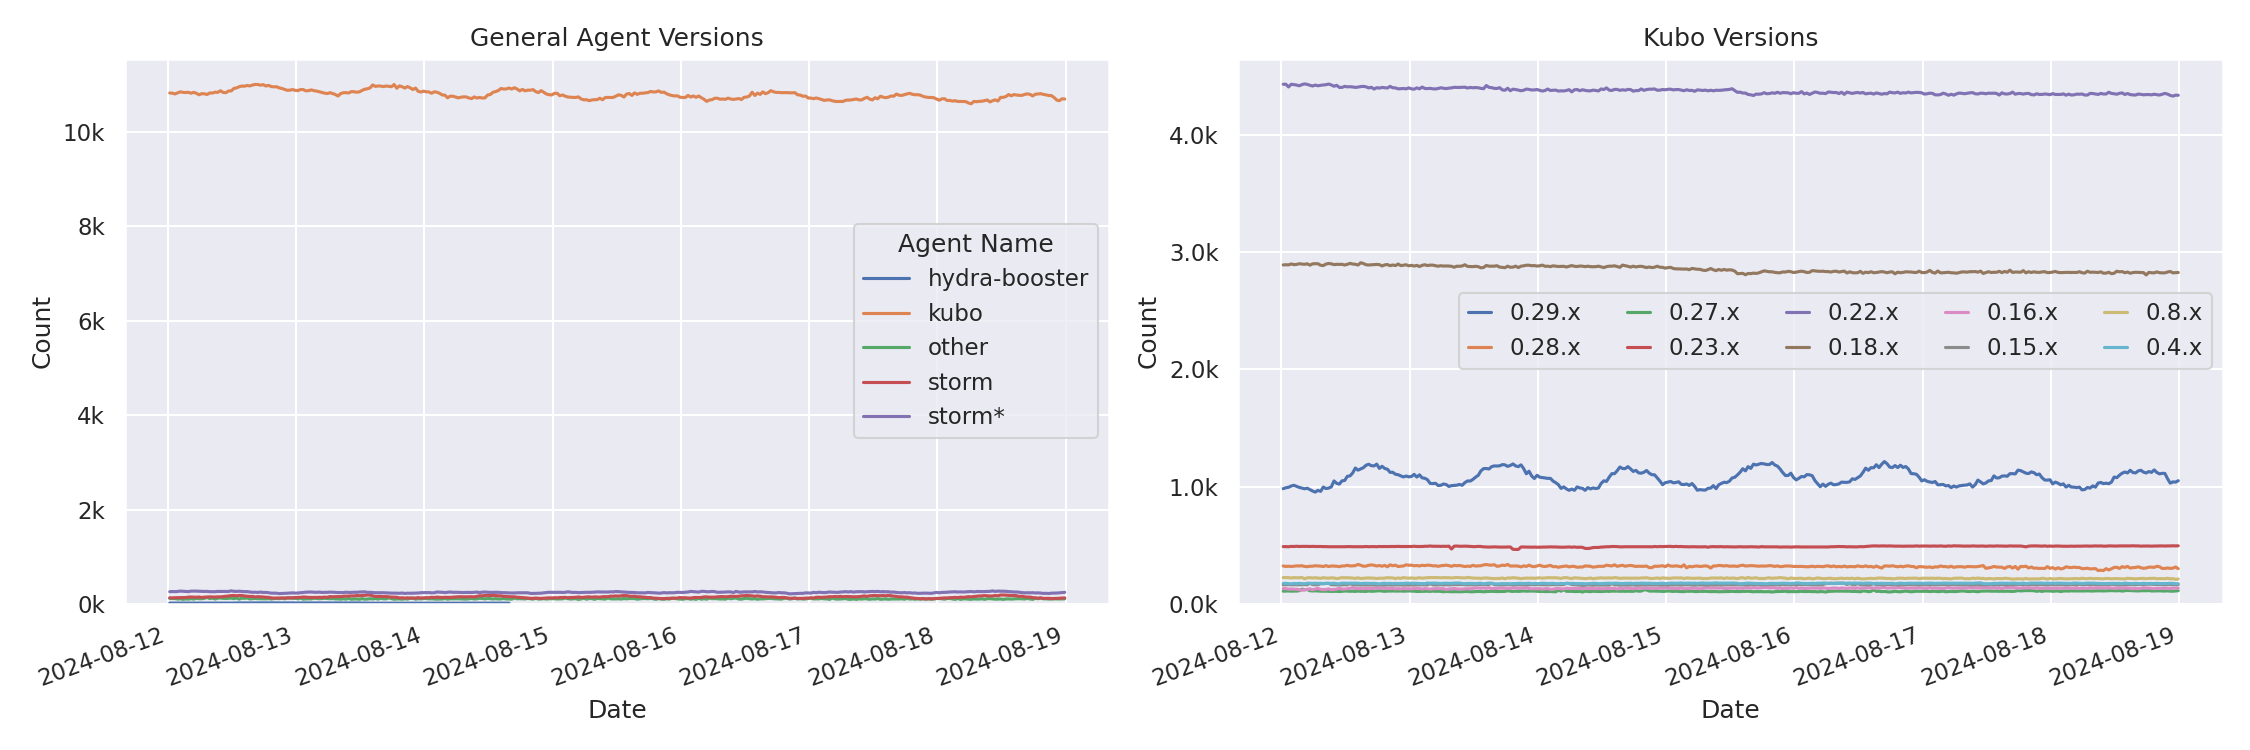 General Agent Versions
Count
10k
8k
6k
4k
2k
0k
Agent Name
hydra-booster
kubo
other
storm
storm*
2024-08-12
2024-08-13
2024-08-14
2024-08-15
2024-08-16
2024-08-17
2024-08-18
2024-08-19
Date
Kubo Versions
Count
4.0k
3.0k
2.0k
1.0k
0.0k
0.29.x 0.27.x 0.22.x 0.16.x 0.8.x
0.28.x 0.23.x 0.18.x 0.15.x 0.4.x
2024-08-12
2024-08-13
2024-08-14
2024-08-15
2024-08-16
2024-08-17
2024-08-18
2024-08-19
Date